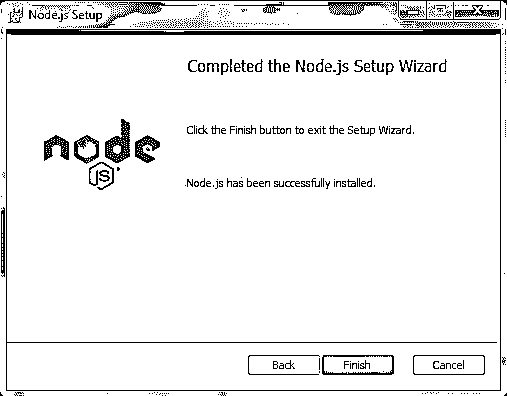 Node.js Setup
Completed the Node.js Setup Wizard
Click the Finish button to exit the Setup Wizard.
node
JS
Node.js has been successfully installed.
Back
Finish
Cancel